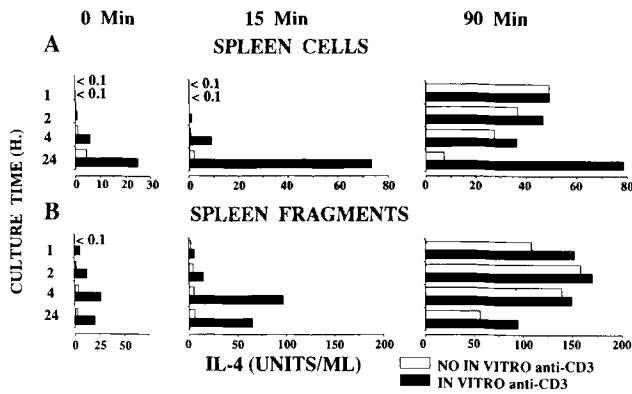 0 Min 15 Min 90 Min
A SPLEEN CELLS
CULTURE TIME (H.)
1 < 0.1 < 0.1
< 0.1 < 0.1
2
4
24
0 10 20 30 0 20 40 60 80 0 20 40 60 80
B SPLEEN FRAGMENTS
1 < 0.1
2
4
24
0 25 50 0 50 100 150 200 0 50 100 150 200
IL-4 (UNITS/ML)
NO IN VITRO anti-CD3
IN VITRO anti-CD3